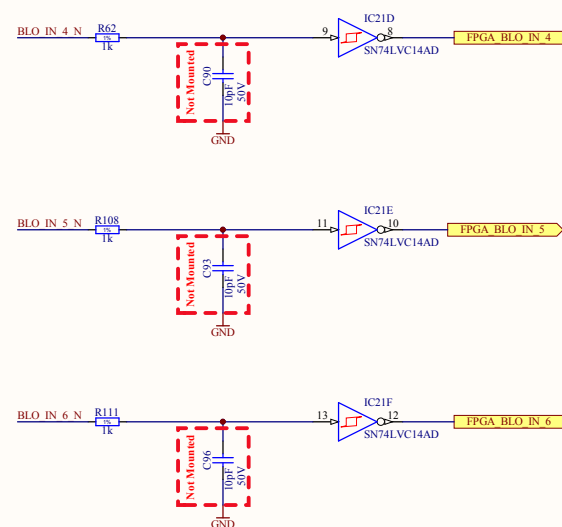 BLO_IN_4_N
R62
1%
1k
Not Mounted
C90
10pF
50V
GND
9
IC21D
8
SN74LVC14AD
FPGA_BLO_IN_4
BLO_IN_5_N
R108
1%
1k
Not Mounted
C93
10pF
50V
GND
11
IC21E
10
SN74LVC14AD
FPGA_BLO_IN_5
BLO_IN_6_N
R111
1%
1k
Not Mounted
C96
10pF
50V
GND
13
IC21F
12
SN74LVC14AD
FPGA_BLO_IN_6